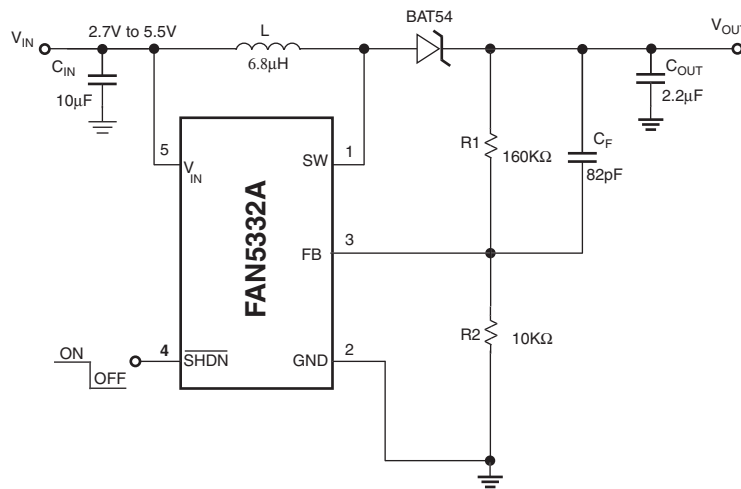 BAT54
V_IN
2.7V to 5.5V
L
V_OUT
C_IN
6.8μH
C_OUT
10μF
2.2μF
R1
160KΩ
C_F
82pF
5
1
V_IN
SW
FAN5332A
3
FB
R2
10KΩ
ON
OFF
4
SHDN
GND
2